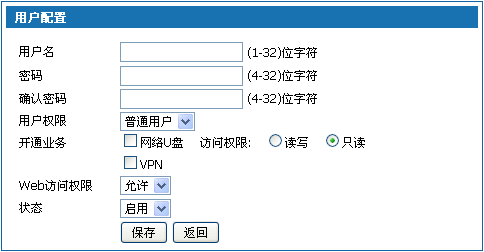 用户配置
用户名 (1-32)位字符
密码 (4-32)位字符
确认密码 (4-32)位字符
用户权限 普通用户
开通业务 网络U盘 访问权限: 读写 只读
VPN
Web访问权限 允许
状态 启用
保存 返回